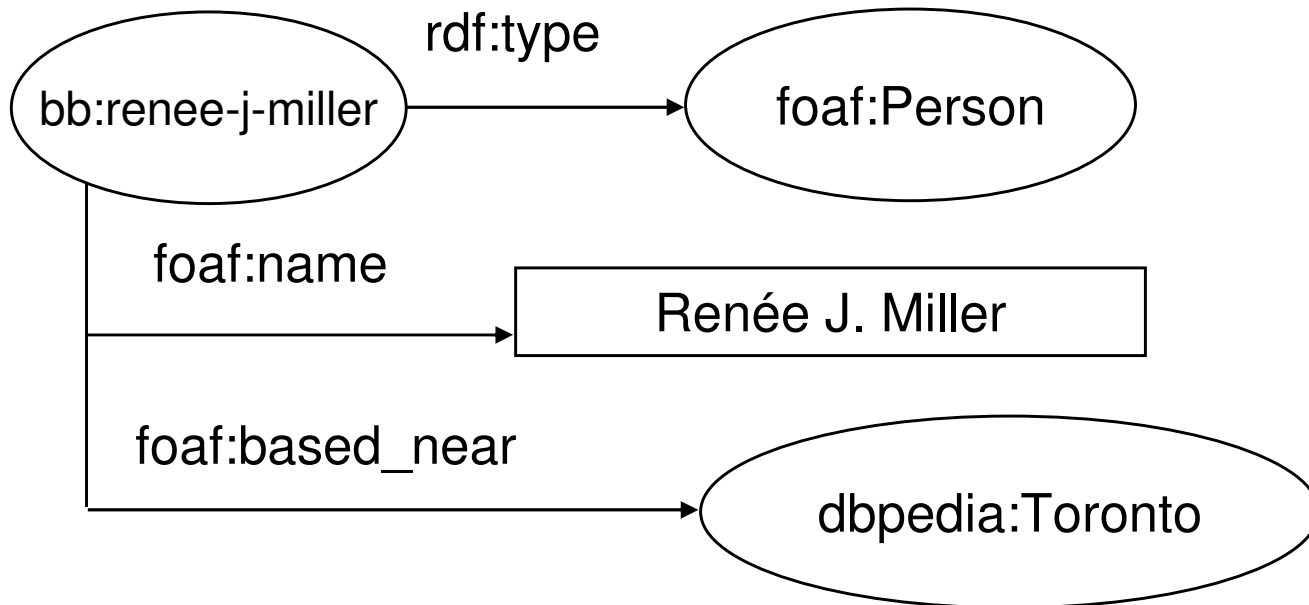 rdf:type
bb:renee-j-miller
foaf:Person
foaf:name
Renée J. Miller
foaf:based_near
dbpedia:Toronto